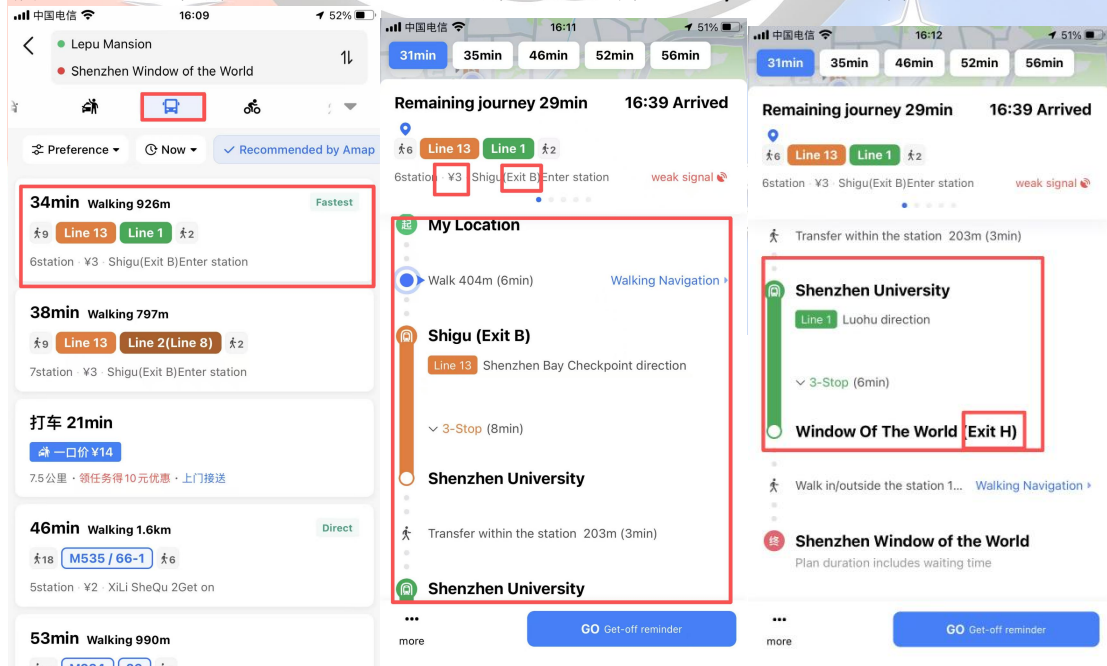 中国电信
16:09
52%
Lepu Mansion
Shenzhen Window of the World
Preference
Now
Recommended by Amap
34min Walking 926m
Fastest
9 Line 13 Line 1 2
6station · ¥3 · Shigu(Exit B)Enter station
38min Walking 797m
9 Line 13 Line 2(Line 8) 2
7station · ¥3 · Shigu(Exit B)Enter station
打车 21min
一口价 ¥14
7.5公里・领任务得10元优惠・上门接送
46min Walking 1.6km
Direct
18 M535 / 66-1 6
5station · ¥2 · XiLi SheQu 2Get on
53min Walking 990m
中国电信
16:11
51%
31min 35min 46min 52min 56min
Remaining journey 29min 16:39 Arrived
6 Line 13 Line 1 2
6station · ¥3 · Shigu(Exit B)Enter station
weak signal
起 My Location
Walk 404m (6min)
Walking Navigation
Shigu (Exit B)
Line 13 Shenzhen Bay Checkpoint direction
3-Stop (8min)
Shenzhen University
Transfer within the station 203m (3min)
Shenzhen University
more
GO Get-off reminder
中国电信
16:12
51%
31min 35min 46min 52min 56min
Remaining journey 29min 16:39 Arrived
6 Line 13 Line 1 2
6station · ¥3 · Shigu(Exit B)Enter station
weak signal
Transfer within the station 203m (3min)
Shenzhen University
Line 1 Luohu direction
3-Stop (6min)
Window Of The World (Exit H)
Walk in/outside the station 1...
Walking Navigation
终 Shenzhen Window of the World
Plan duration includes waiting time
more
GO Get-off reminder